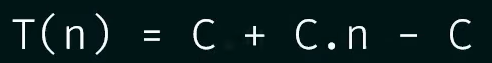 T(n) = C + C.n - C